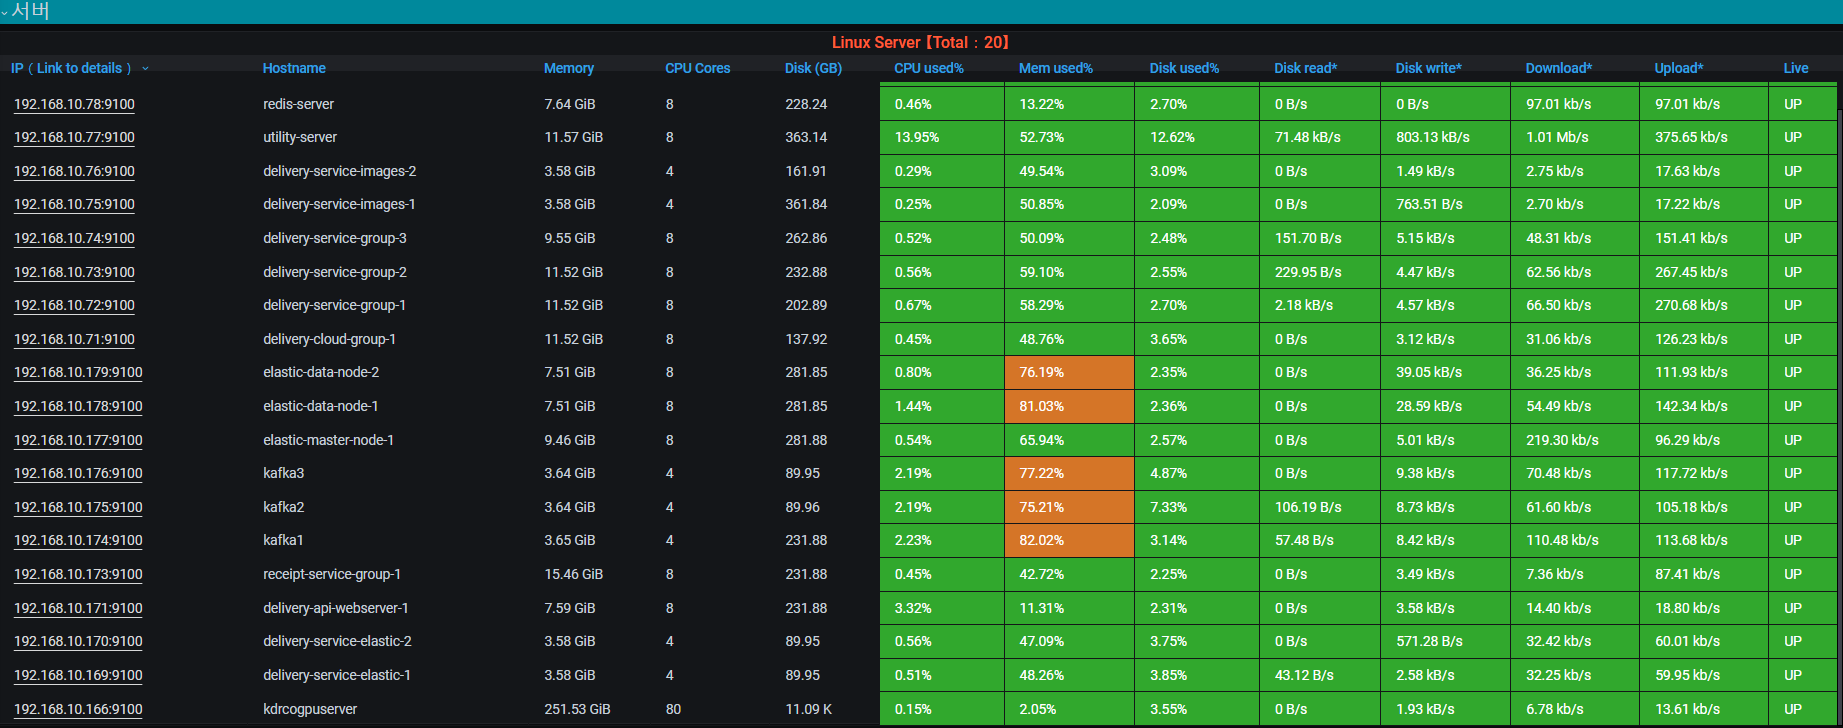 서버
Linux Server【Total：20】
IP（Link to details） Hostname Memory CPU Cores Disk (GB) CPU used% Mem used% Disk used% Disk read* Disk write* Download* Upload* Live
192.168.10.78:9100 redis-server 7.64 GiB 8 228.24 0.46% 13.22% 2.70% 0 B/s 0 B/s 97.01 kb/s 97.01 kb/s UP
192.168.10.77:9100 utility-server 11.57 GiB 8 363.14 13.95% 52.73% 12.62% 71.48 kB/s 803.13 kB/s 1.01 Mb/s 375.65 kb/s UP
192.168.10.76:9100 delivery-service-images-2 3.58 GiB 4 161.91 0.29% 49.54% 3.09% 0 B/s 1.49 kB/s 2.75 kb/s 17.63 kb/s UP
192.168.10.75:9100 delivery-service-images-1 3.58 GiB 4 361.84 0.25% 50.85% 2.09% 0 B/s 763.51 B/s 2.70 kb/s 17.22 kb/s UP
192.168.10.74:9100 delivery-service-group-3 9.55 GiB 8 262.86 0.52% 50.09% 2.48% 151.70 B/s 5.15 kB/s 48.31 kb/s 151.41 kb/s UP
192.168.10.73:9100 delivery-service-group-2 11.52 GiB 8 232.88 0.56% 59.10% 2.55% 229.95 B/s 4.47 kB/s 62.56 kb/s 267.45 kb/s UP
192.168.10.72:9100 delivery-service-group-1 11.52 GiB 8 202.89 0.67% 58.29% 2.70% 2.18 kB/s 4.57 kB/s 66.50 kb/s 270.68 kb/s UP
192.168.10.71:9100 delivery-cloud-group-1 11.52 GiB 8 137.92 0.45% 48.76% 3.65% 0 B/s 3.12 kB/s 31.06 kb/s 126.23 kb/s UP
192.168.10.179:9100 elastic-data-node-2 7.51 GiB 8 281.85 0.80% 76.19% 2.35% 0 B/s 39.05 kB/s 36.25 kb/s 111.93 kb/s UP
192.168.10.178:9100 elastic-data-node-1 7.51 GiB 8 281.85 1.44% 81.03% 2.36% 0 B/s 28.59 kB/s 54.49 kb/s 142.34 kb/s UP
192.168.10.177:9100 elastic-master-node-1 9.46 GiB 8 281.88 0.54% 65.94% 2.57% 0 B/s 5.01 kB/s 219.30 kb/s 96.29 kb/s UP
192.168.10.176:9100 kafka3 3.64 GiB 4 89.95 2.19% 77.22% 4.87% 0 B/s 9.38 kB/s 70.48 kb/s 117.72 kb/s UP
192.168.10.175:9100 kafka2 3.64 GiB 4 89.96 2.19% 75.21% 7.33% 106.19 B/s 8.73 kB/s 61.60 kb/s 105.18 kb/s UP
192.168.10.174:9100 kafka1 3.65 GiB 4 231.88 2.23% 82.02% 3.14% 57.48 B/s 8.42 kB/s 110.48 kb/s 113.68 kb/s UP
192.168.10.173:9100 receipt-service-group-1 15.46 GiB 8 231.88 0.45% 42.72% 2.25% 0 B/s 3.49 kB/s 7.36 kb/s 87.41 kb/s UP
192.168.10.171:9100 delivery-api-webserver-1 7.59 GiB 8 231.88 3.32% 11.31% 2.31% 0 B/s 3.58 kB/s 14.40 kb/s 18.80 kb/s UP
192.168.10.170:9100 delivery-service-elastic-2 3.58 GiB 4 89.95 0.56% 47.09% 3.75% 0 B/s 571.28 B/s 32.42 kb/s 60.01 kb/s UP
192.168.10.169:9100 delivery-service-elastic-1 3.58 GiB 4 89.95 0.51% 48.26% 3.85% 43.12 B/s 2.58 kB/s 32.25 kb/s 59.95 kb/s UP
192.168.10.166:9100 kdrcogpuserver 251.53 GiB 80 11.09 K 0.15% 2.05% 3.55% 0 B/s 1.93 kB/s 6.78 kb/s 13.61 kb/s UP